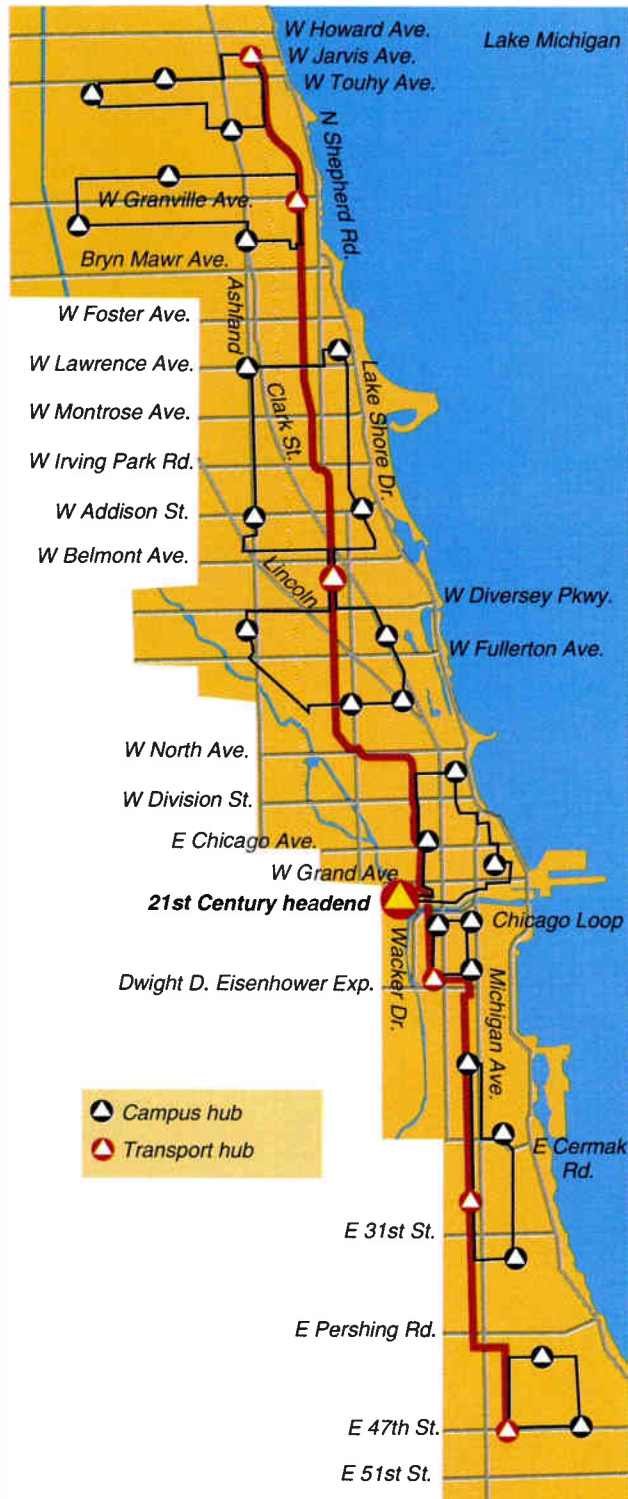 W Howard Ave.
Lake Michigan
W Jarvis Ave.
W Touhy Ave.
N Shepherd Rd.
W Granville Ave.
Bryn Mawr Ave.
Ashland
W Foster Ave.
W Lawrence Ave.
Clark St.
Lake Shore Dr.
W Montrose Ave.
W Irving Park Rd.
W Addison St.
W Belmont Ave.
Lincoln
W Diversey Pkwy.
W Fullerton Ave.
W North Ave.
W Division St.
E Chicago Ave.
W Grand Ave
21st Century headend
Chicago Loop
Wacker Dr.
Dwight D. Eisenhower Exp.
Michigan Ave.
Campus hub
Transport hub
E Cermak
Rd.
E 31st St.
E Pershing Rd.
E 47th St.
E 51st St.